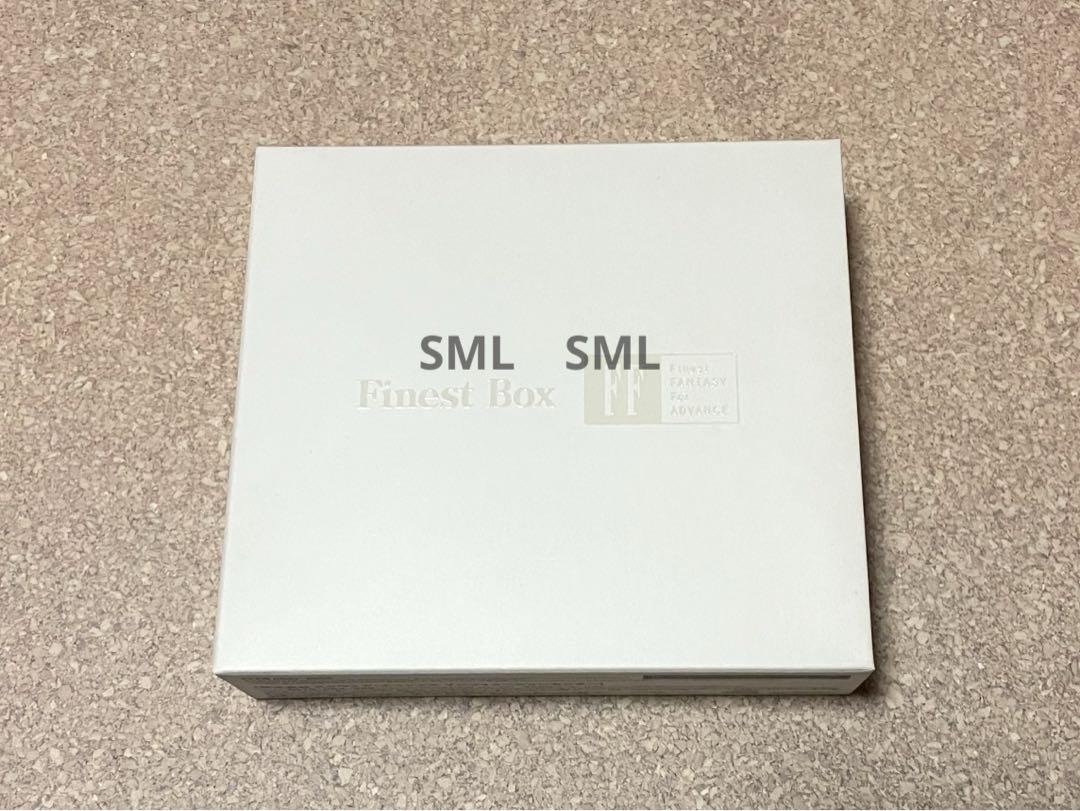 SML SML
Finest Box
FF
Finest
FANTASY
For
ADVANCE